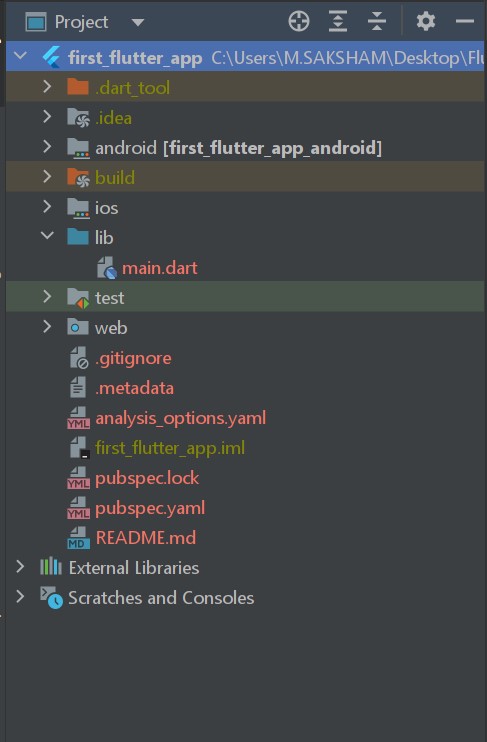 Project
first_flutter_app C:\Users\M.SAKSHAM\Desktop\Flu
.dart_tool
.idea
android [first_flutter_app_android]
build
ios
lib
main.dart
test
web
.gitignore
.metadata
YML analysis_options.yaml
first_flutter_app.iml
YML pubspec.lock
YML pubspec.yaml
MD README.md
External Libraries
Scratches and Consoles